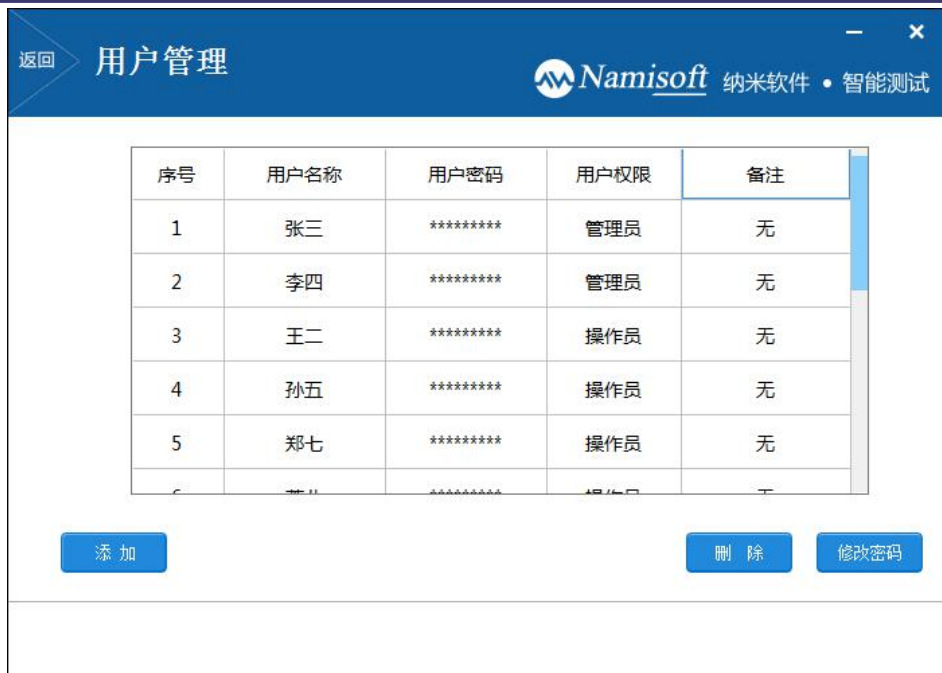 返回
用户管理
Namisoft 纳米软件 • 智能测试
序号 用户名称 用户密码 用户权限 备注
1 张三 ********* 管理员 无
2 李四 ********* 管理员 无
3 王二 ********* 操作员 无
4 孙五 ********* 操作员 无
5 郑七 ********* 操作员 无
添加 删除 修改密码